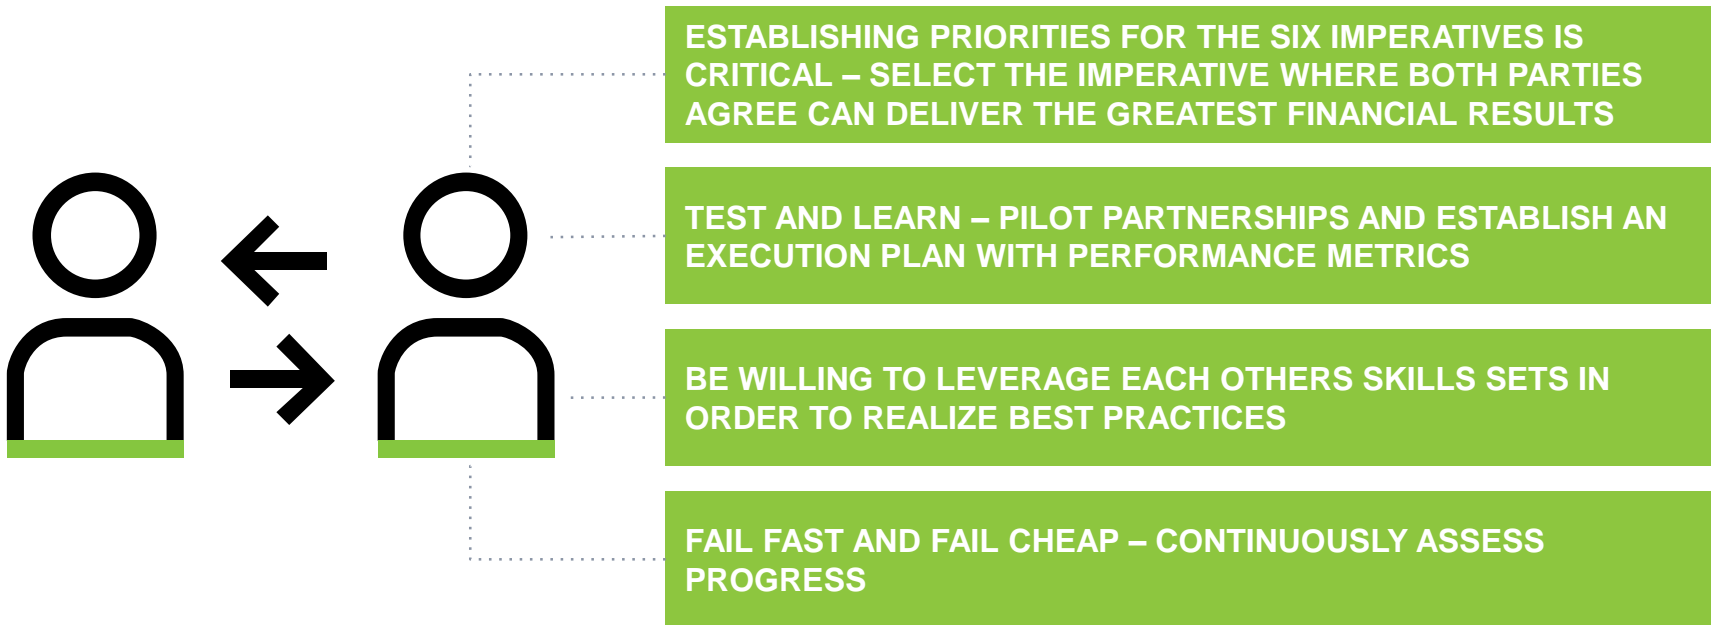 ESTABLISHING PRIORITIES FOR THE SIX IMPERATIVES IS
CRITICAL – SELECT THE IMPERATIVE WHERE BOTH PARTIES
AGREE CAN DELIVER THE GREATEST FINANCIAL RESULTS
TEST AND LEARN – PILOT PARTNERSHIPS AND ESTABLISH AN
EXECUTION PLAN WITH PERFORMANCE METRICS
BE WILLING TO LEVERAGE EACH OTHERS SKILLS SETS IN
ORDER TO REALIZE BEST PRACTICES
FAIL FAST AND FAIL CHEAP – CONTINUOUSLY ASSESS
PROGRESS